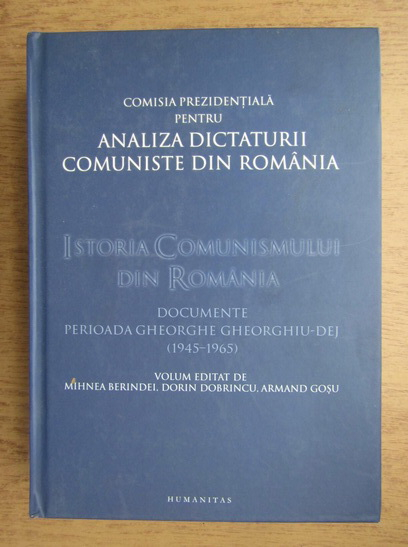 COMISIA PREZIDENȚIALĂ
PENTRU
ANALIZA DICTATURII
COMUNISTE DIN ROMÂNIA
ISTORIA COMUNISMULUI
DIN ROMÂNIA
DOCUMENTE
PERIOADA GHEORGHE GHEORGHIU-DEJ
(1945–1965)
VOLUM EDITAT DE
MIHNEA BERINDEI, DORIN DOBRINCU, ARMAND GOȘU
HUMANITAS